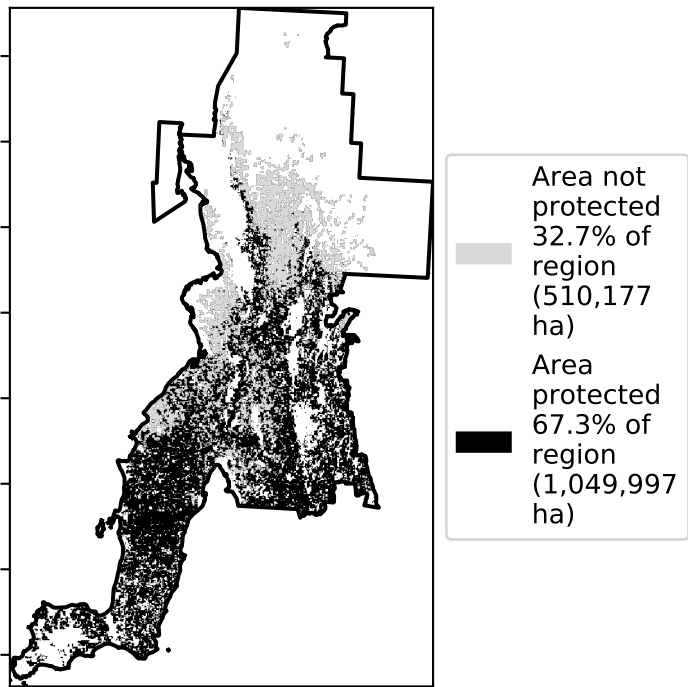 Area not
protected
32.7% of
region
(510,177
ha)
Area
protected
67.3% of
region
(1,049,997
ha)